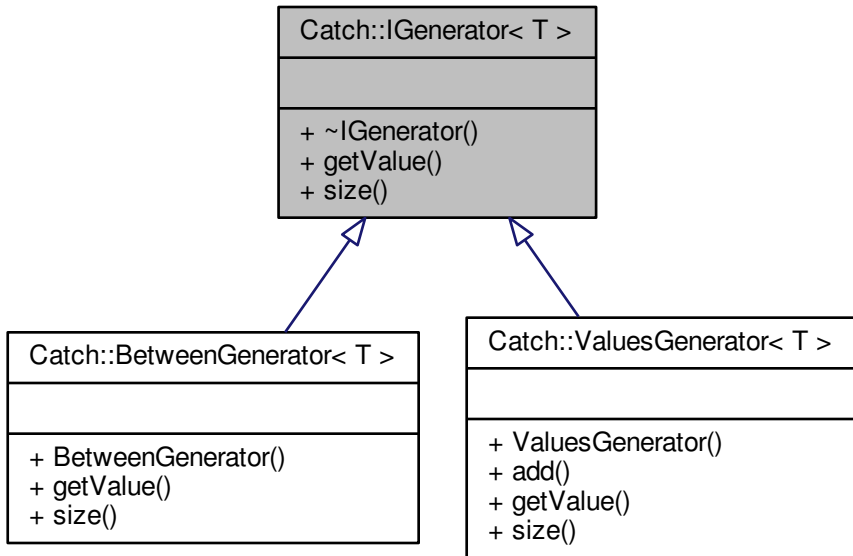 Catch::IGenerator< T >
+ ~IGenerator()
+ getValue()
+ size()
Catch::BetweenGenerator< T >
+ BetweenGenerator()
+ getValue()
+ size()
Catch::ValuesGenerator< T >
+ ValuesGenerator()
+ add()
+ getValue()
+ size()